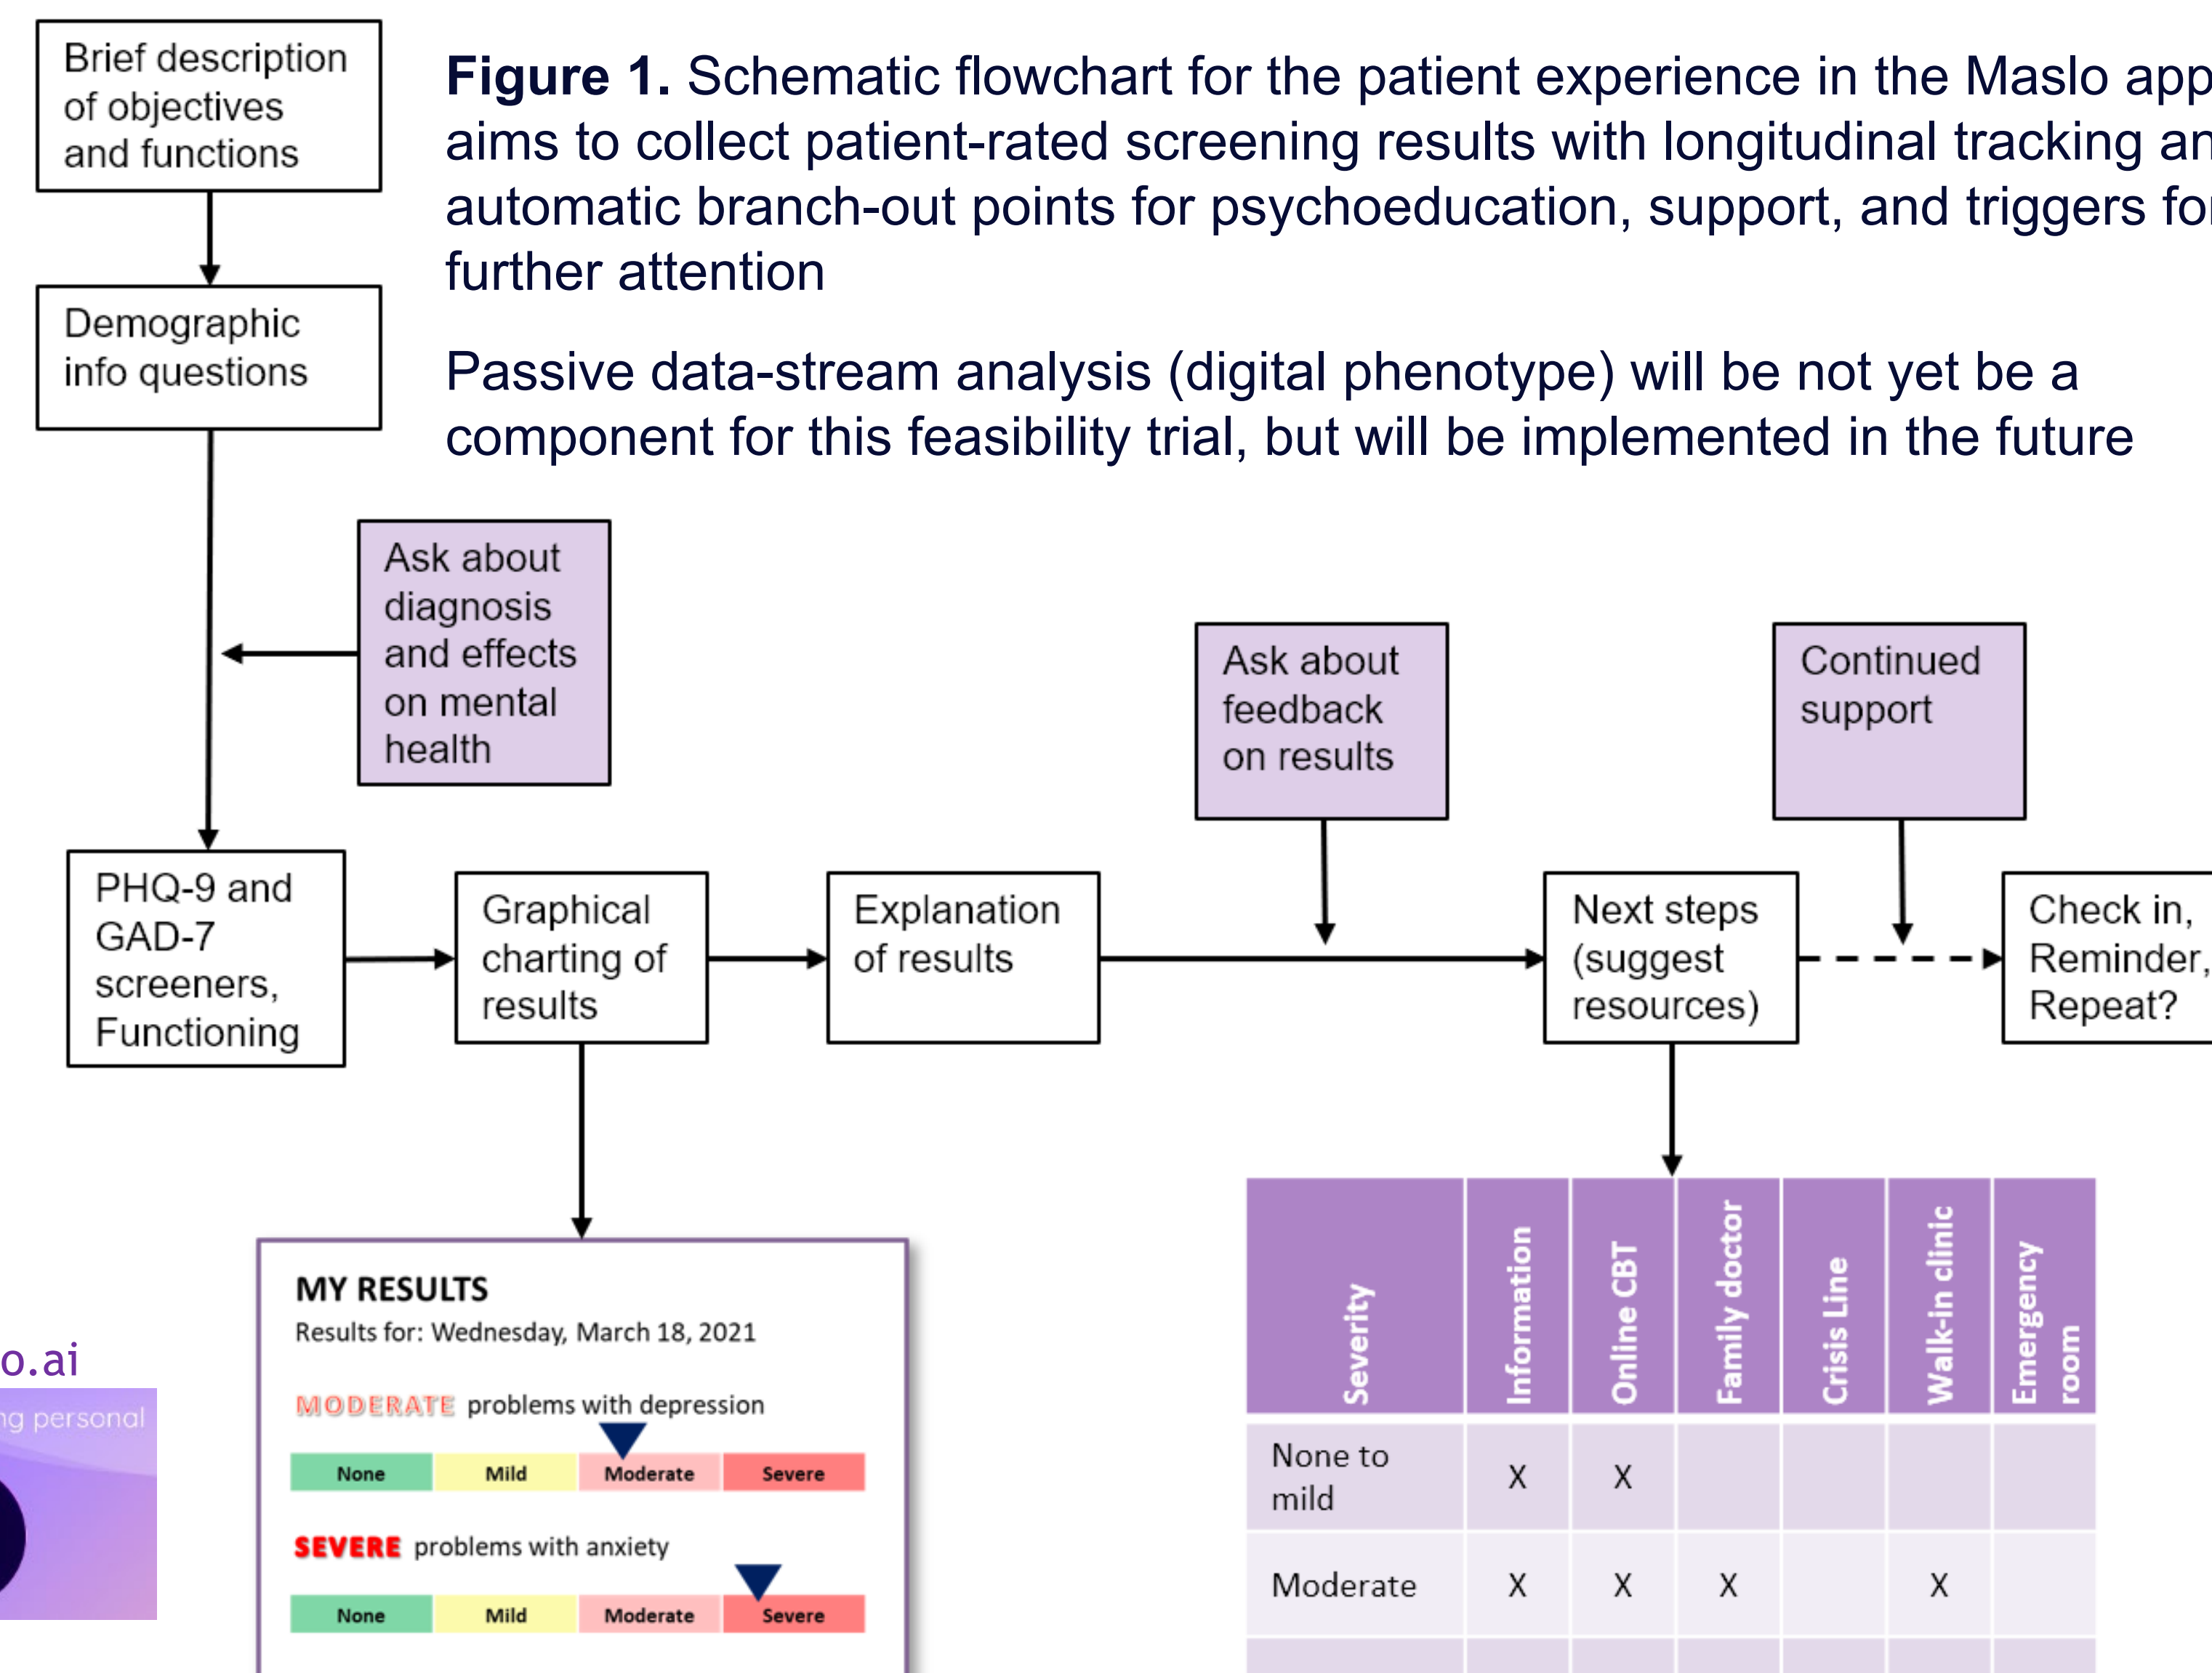 Brief description
of objectives
and functions
Figure 1. Schematic flowchart for the patient experience in the Maslo app
aims to collect patient-rated screening results with longitudinal tracking
automatic branch-out points for psychoeducation, support, and triggers
further attention
Demographic
info questions
Passive data-stream analysis (digital phenotype) will be not yet be a
component for this feasibility trial, but will be implemented in the future
Ask about
diagnosis
and effects
on mental
health
Ask about
feedback
on results
Continued
support
PHQ-9 and
GAD-7
screeners,
Functioning
Graphical
charting of
results
Explanation
of results
Next steps
(suggest
resources)
Check in,
Reminder,
Repeat?
MY RESULTS
Results for: Wednesday, March 18, 2021
MODERATE problems with depression
None Mild Moderate Severe
SEVERE problems with anxiety
None Mild Moderate Severe
o.ai
ng personal
Severity
Information
Online CBT
Family doctor
Crisis Line
Walk-in clinic
Emergency
room
None to
mild
X X
Moderate
X X X X